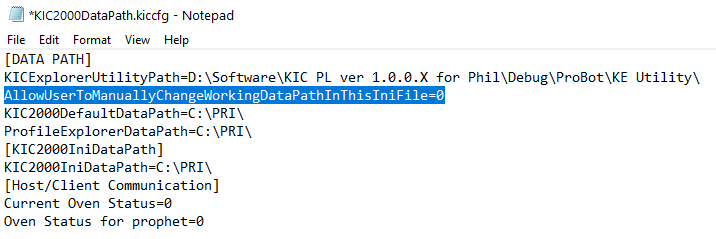 *KIC2000DataPath.kiccfg - Notepad
File Edit Format View Help
[DATA PATH]
KICExplorerUtilityPath=D:\Software\KIC PL ver 1.0.0.X for Phil\Debug\ProBot\KE Utility\
AllowUserToManuallyChangeWorkingDataPathInThisIniFile=0
KIC2000DefaultDataPath=C:\PRI\
ProfileExplorerDataPath=C:\PRI\
[KIC2000IniDataPath]
KIC2000IniDataPath=C:\PRI\
[Host/Client Communication]
Current Oven Status=0
Oven Status for prophet=0